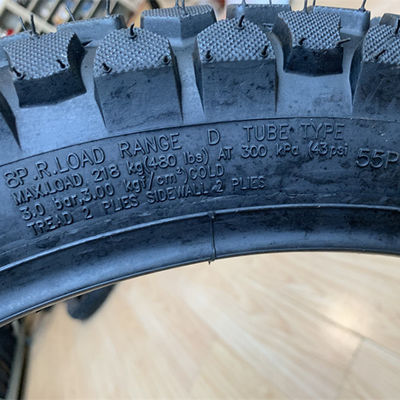 8P.R.LOAD RANGE D TUBE TYPE
MAX.LOAD 218 kg(480 lbs) AT 300 kPa (43psi
3.0 bar,3.00 kgf/cm²)COLD
TREAD 2 PLIES SIDEWALL 2 PLIES
55P